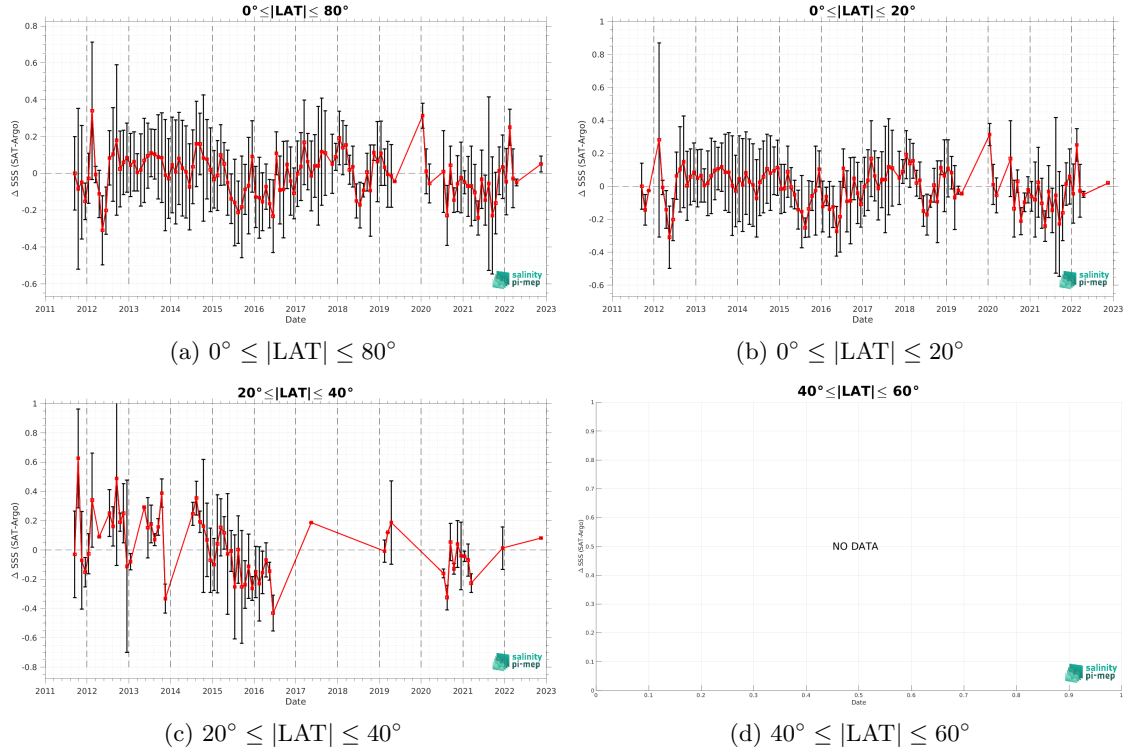 0°≤|LAT|≤ 80°
Δ SSS (SAT-Argo)
0.8
0.6
0.4
0.2
0
-0.2
-0.4
-0.6
2011 2012 2013 2014 2015 2016 2017 2018 2019 2020 2021 2022 2023
Date
salinity
pi-mep
(a) 0° ≤ |LAT| ≤ 80°
0°≤|LAT|≤ 20°
Δ SSS (SAT-Argo)
1
0.8
0.6
0.4
0.2
0
-0.2
-0.4
-0.6
2011 2012 2013 2014 2015 2016 2017 2018 2019 2020 2021 2022 2023
Date
salinity
pi-mep
(b) 0° ≤ |LAT| ≤ 20°
20°≤|LAT|≤ 40°
Δ SSS (SAT-Argo)
1
0.8
0.6
0.4
0.2
0
-0.2
-0.4
-0.6
-0.8
2011 2012 2013 2014 2015 2016 2017 2018 2019 2020 2021 2022 2023
Date
salinity
pi-mep
(c) 20° ≤ |LAT| ≤ 40°
40°≤|LAT|≤ 60°
Δ SSS (SAT-Argo)
1
0.9
0.8
0.7
0.6
0.5
0.4
0.3
0.2
0.1
0
NO DATA
0 0.1 0.2 0.3 0.4 0.5 0.6 0.7 0.8 0.9 1
Date
salinity
pi-mep
(d) 40° ≤ |LAT| ≤ 60°